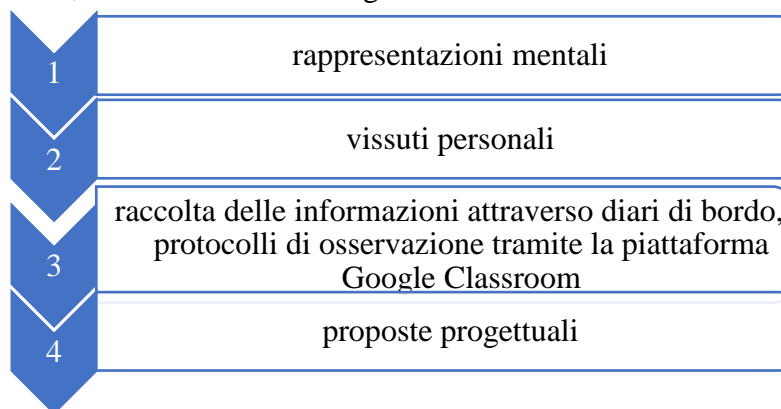 1
rappresentazioni mentali
2
vissuti personali
3
raccolta delle informazioni attraverso diari di bordo,
protocolli di osservazione tramite la piattaforma
Google Classroom
4
proposte progettuali